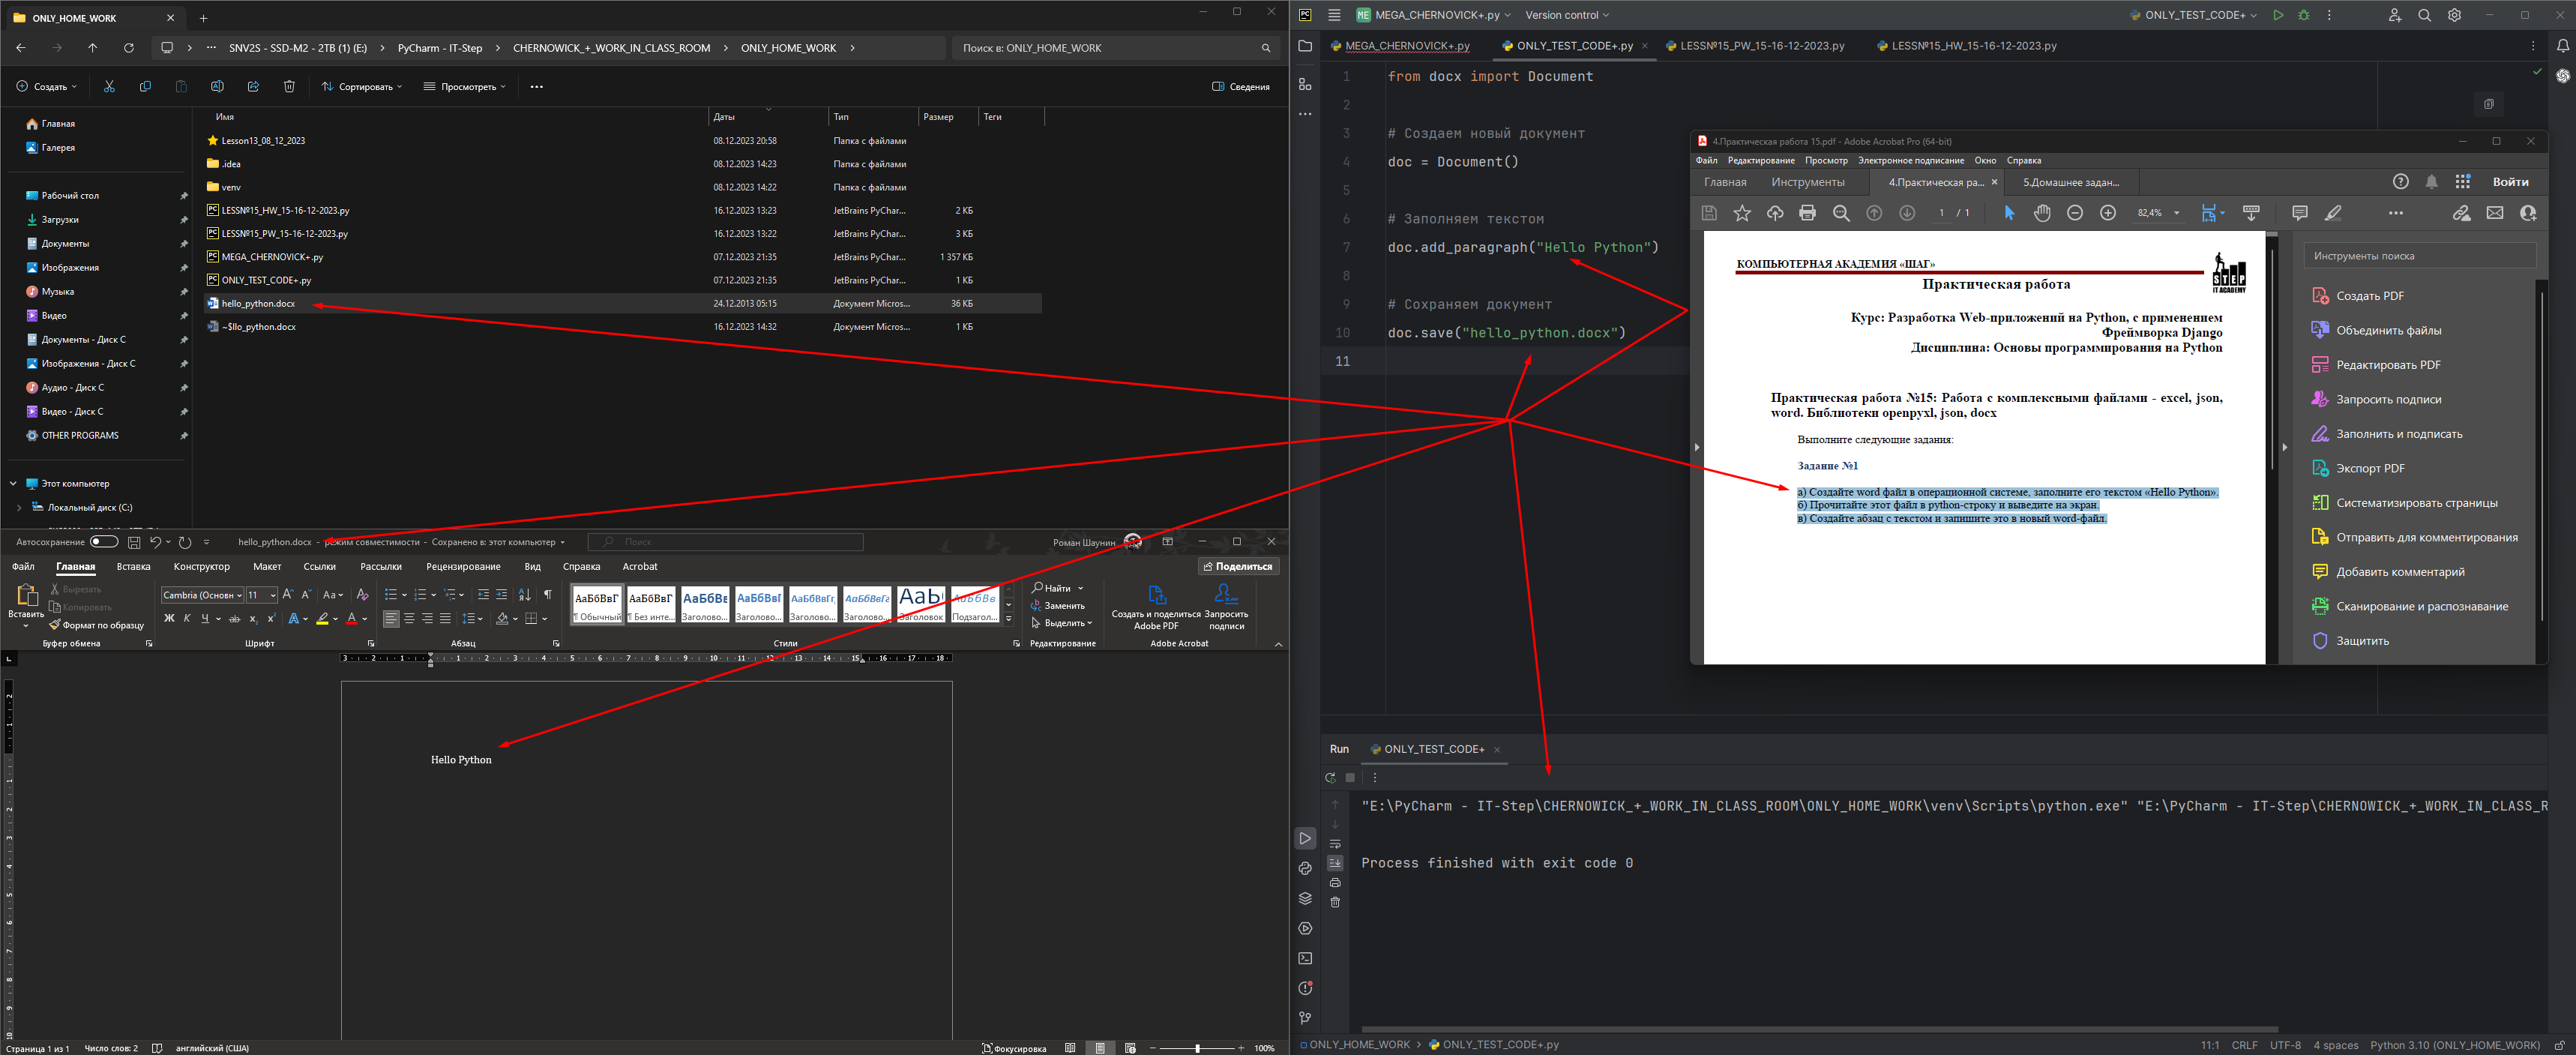 ONLY_HOME_WORK
SNV2S - SSD-M2 - 2TB (1) (E:) PyCharm - IT-Step CHERNOWICK_+_WORK_IN_CLASS_ROOM ONLY_HOME_WORK
Поиск в: ONLY_HOME_WORK
Создать Сортировать Просмотреть Сведения
Главная
Галерея
Рабочий стол
Загрузки
Документы
Изображения
Музыка
Видео
Документы - Диск C
Изображения - Диск C
Аудио - Диск C
Видео - Диск C
OTHER PROGRAMS
Этот компьютер
Локальный диск (C:)
Имя Даты Тип Размер Теги
Lesson13_08_12_2023 08.12.2023 20:58 Папка с файлами
.idea 08.12.2023 14:23 Папка с файлами
venv 08.12.2023 14:22 Папка с файлами
LESS№15_HW_15-16-12-2023.py 16.12.2023 13:23 JetBrains PyChar... 2 КБ
LESS№15_PW_15-16-12-2023.py 16.12.2023 13:22 JetBrains PyChar... 3 КБ
MEGA_CHERNOVICK+.py 07.12.2023 21:35 JetBrains PyChar... 1 357 КБ
ONLY_TEST_CODE+.py 07.12.2023 21:35 JetBrains PyChar... 1 КБ
hello_python.docx 24.12.2013 05:15 Документ Micros... 36 КБ
~$llo_python.docx 16.12.2023 14:32 Документ Micros... 1 КБ
Автосохранение hello_python.docx - режим совместимости - Сохранено в: этот компьютер
Поиск
Роман Шаунин
Файл Главная Вставка Конструктор Макет Ссылки Рассылки Рецензирование Вид Справка Acrobat Поделиться
Вставить
Вырезать
Копировать
Формат по образцу
Буфер обмена
Cambria (Основн 11
Шрифт
Абзац
АаБбВвГ АаБбВвГ АаБбВв АаБбВвГ АаБбВвГг АаБбВвГг АаБбВв
¶ Обычный ¶ Без инте... Заголово... Заголово... Заголово... Заголово... Заголовок Подзагол...
Стили
Найти
Заменить
Выделить
Редактирование
Создать и поделиться Adobe PDF
Запросить подписи
Adobe Acrobat
Hello Python
Страница 1 из 1 Число слов: 2 английский (США) Фокусировка 100%
ME MEGA_CHERNOVICK+.py Version control ONLY_TEST_CODE+
MEGA_CHERNOVICK+.py ONLY_TEST_CODE+.py LESS№15_PW_15-16-12-2023.py LESS№15_HW_15-16-12-2023.py
1 from docx import Document
2
3 # Создаем новый документ
4 doc = Document()
5
6 # Заполняем текстом
7 doc.add_paragraph("Hello Python")
8
9 # Сохраняем документ
10 doc.save("hello_python.docx")
11
4.Практическая работа 15.pdf - Adobe Acrobat Pro (64-bit)
Файл Редактирование Просмотр Электронное подписание Окно Справка
Главная Инструменты 4.Практическая ра... 5.Домашнее задан... Войти
1 / 1 82,4%
КОМПЬЮТЕРНАЯ АКАДЕМИЯ «ШАГ»
STEP
IT ACADEMY
Практическая работа
Курс: Разработка Web-приложений на Python, с применением
Фреймворка Django
Дисциплина: Основы программирования на Python
Практическая работа №15: Работа с комплексными файлами - excel, json,
word. Библиотеки openpyxl, json, docx
Выполните следующие задания:
Задание №1
а) Создайте word файл в операционной системе, заполните его текстом «Hello Python».
б) Прочитайте этот файл в python-строку и выведите на экран.
в) Создайте абзац с текстом и запишите это в новый word-файл.
Инструменты поиска
Создать PDF
Объединить файлы
Редактировать PDF
Запросить подписи
Заполнить и подписать
Экспорт PDF
Систематизировать страницы
Отправить для комментирования
Добавить комментарий
Сканирование и распознавание
Защитить
Run ONLY_TEST_CODE+
"E:\PyCharm - IT-Step\CHERNOWICK_+_WORK_IN_CLASS_ROOM\ONLY_HOME_WORK\venv\Scripts\python.exe" "E:\PyCharm - IT-Step\CHERNOWICK_+_WORK_IN_CLASS_R
Process finished with exit code 0
ONLY_HOME_WORK ONLY_TEST_CODE+.py
11:1 CRLF UTF-8 4 spaces Python 3.10 (ONLY_HOME_WORK)